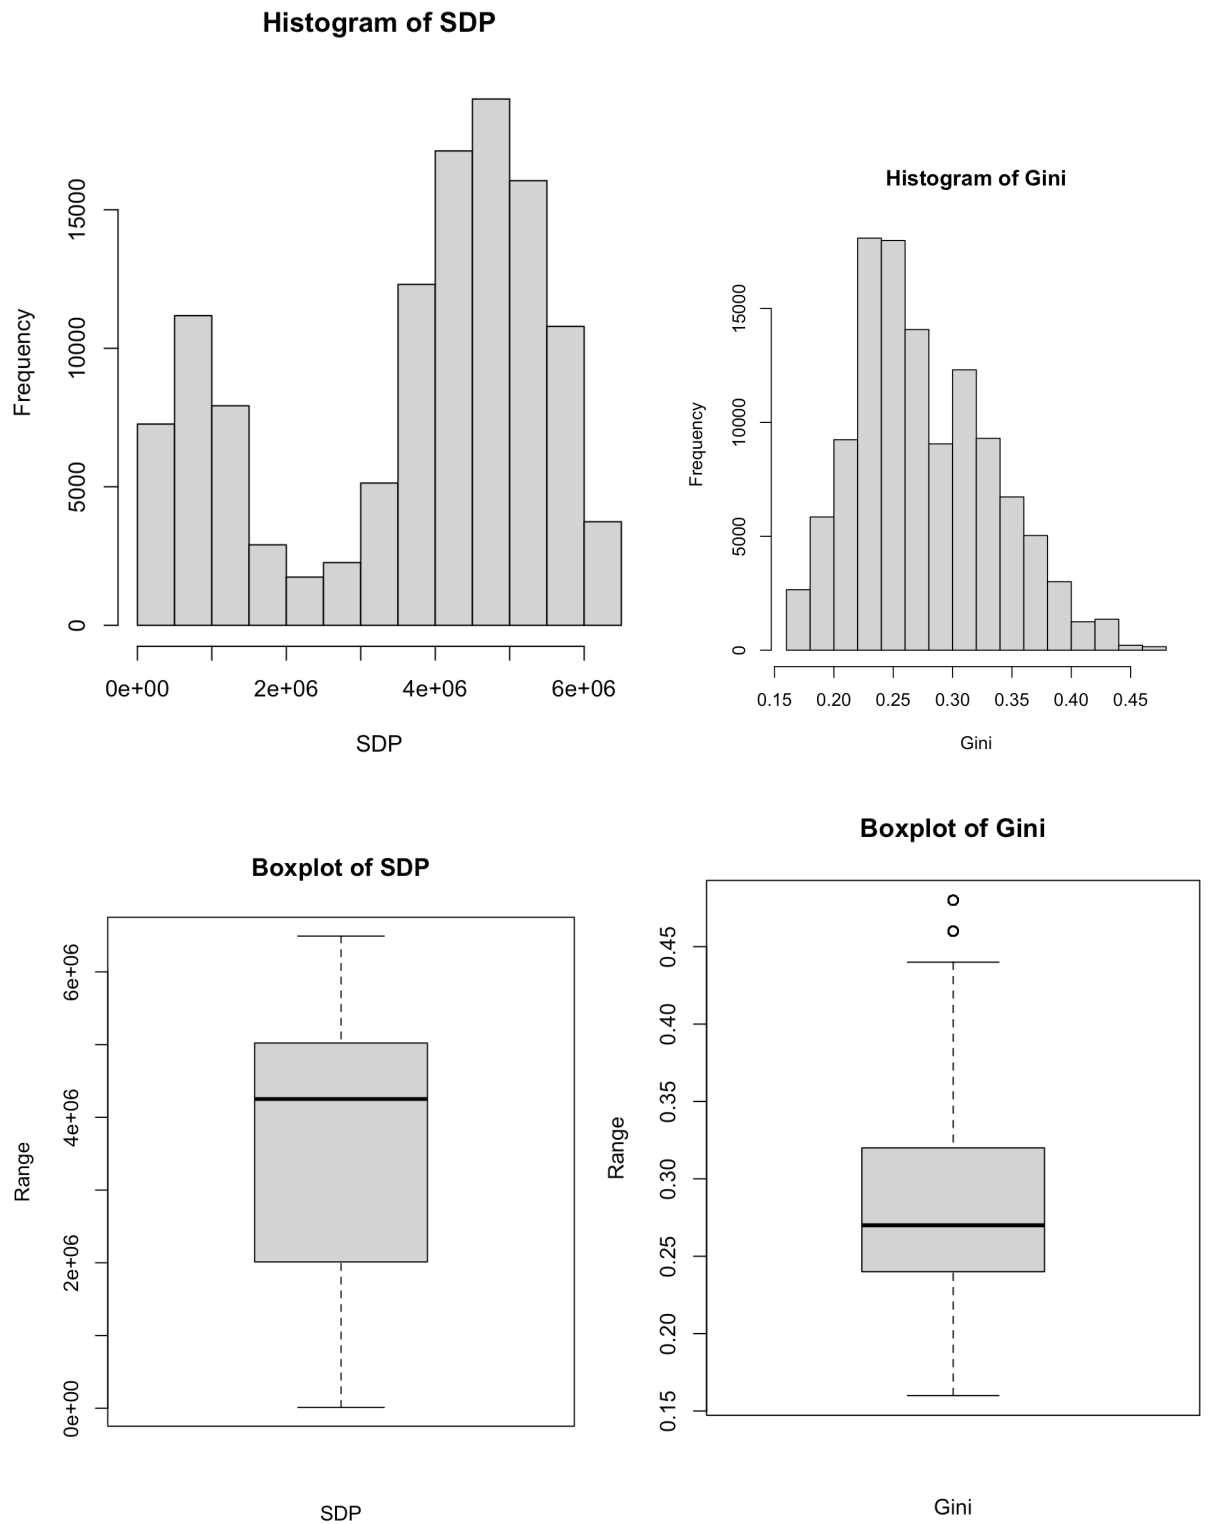 Histogram of SDP
Frequency
15000
10000
5000
0
0e+00 2e+06 4e+06 6e+06
SDP
Histogram of Gini
Frequency
15000
10000
5000
0
0.15 0.20 0.25 0.30 0.35 0.40 0.45
Gini
Boxplot of SDP
Range
6e+06
4e+06
2e+06
0e+00
SDP
Boxplot of Gini
Range
0.45
0.40
0.35
0.30
0.25
0.20
0.15
Gini